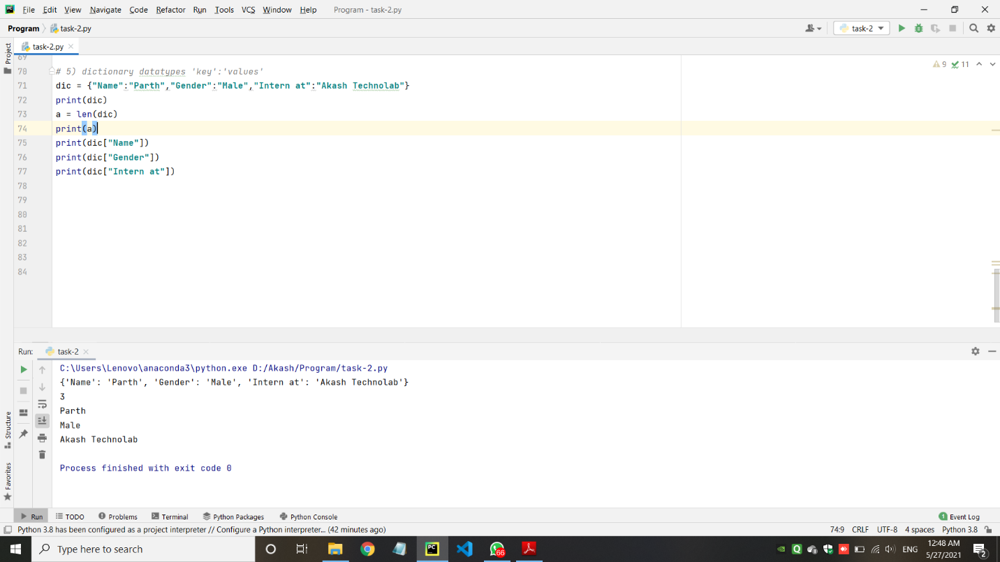 File Edit View Navigate Code Refactor Run Tools VCS Window Help Program - task-2.py
Program task-2.py
task-2
Project
task-2.py
69
70 # 5) dictionary datatypes 'key':'values'
9 11
71 dic = {"Name":"Parth","Gender":"Male","Intern at":"Akash Technolab"}
72 print(dic)
73 a = len(dic)
74 print(a)
75 print(dic["Name"])
76 print(dic["Gender"])
77 print(dic["Intern at"])
78
79
80
81
82
83
84
Run: task-2
C:\Users\Lenovo\anaconda3\python.exe D:/Akash/Program/task-2.py
{'Name': 'Parth', 'Gender': 'Male', 'Intern at': 'Akash Technolab'}
3
Parth
Male
Akash Technolab
Process finished with exit code 0
Structure
Favorites
Run TODO Problems Terminal Python Packages Python Console 1 Event Log
Python 3.8 has been configured as a project interpreter // Configure a Python interpreter... (42 minutes ago) 74:9 CRLF UTF-8 4 spaces Python 3.8
Type here to search
PC
66
ENG
12:48 AM
5/27/2021
2